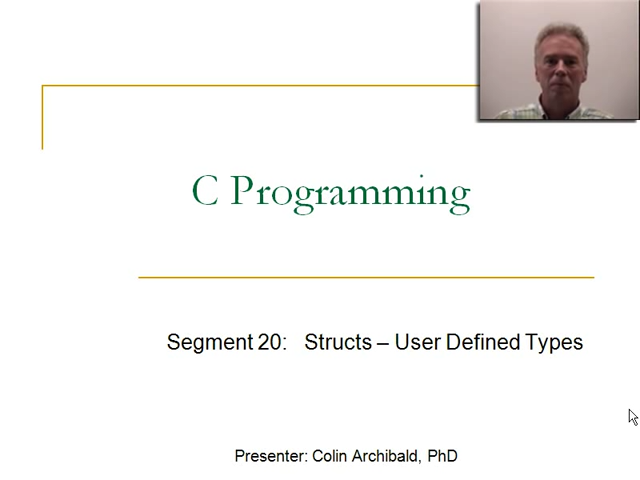 C Programming
Segment 20: Structs – User Defined Types
Presenter: Colin Archibald, PhD